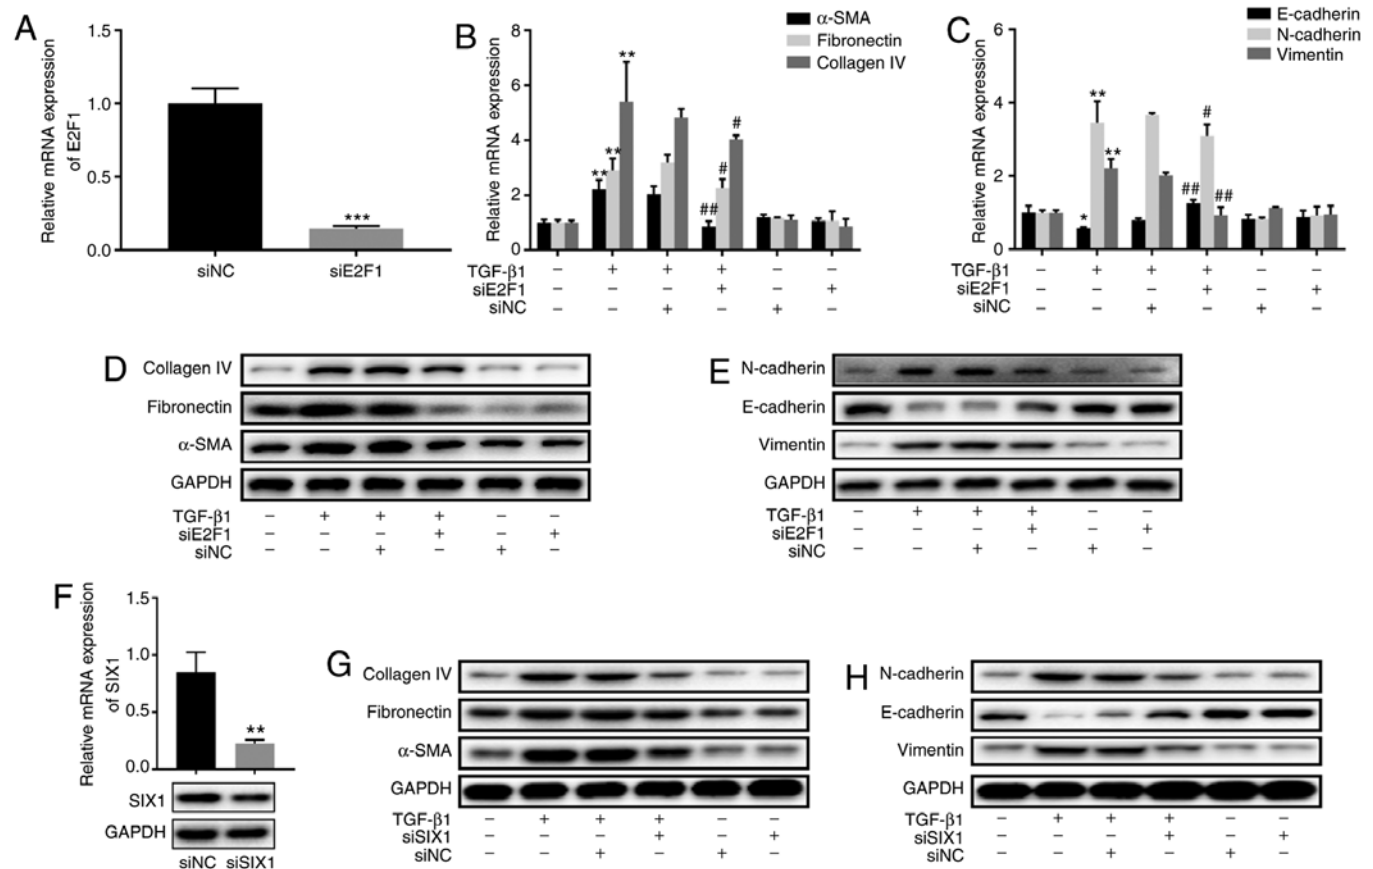 A
Relative mRNA expression
of E2F1
1.5
1.0
0.5
0.0
***
siNC siE2F1
B
Relative mRNA expression
8
6
4
2
0
α-SMA
Fibronectin
Collagen IV
** ** ** ## # #
TGF-β1 – + + + – –
siE2F1 – – – + – +
siNC – – + – + –
C
Relative mRNA expression
6
4
2
0
E-cadherin
N-cadherin
Vimentin
* ** ** ## # ##
TGF-β1 – + + + – –
siE2F1 – – – + – +
siNC – – + – + –
D
Collagen IV
Fibronectin
α-SMA
GAPDH
TGF-β1 – + + + – –
siE2F1 – – – + – +
siNC – – + – + –
E
N-cadherin
E-cadherin
Vimentin
GAPDH
TGF-β1 – + + + – –
siE2F1 – – – + – +
siNC – – + – + –
F
Relative mRNA expression
of SIX1
1.5
1.0
0.5
0.0
**
SIX1
GAPDH
siNC siSIX1
G
Collagen IV
Fibronectin
α-SMA
GAPDH
TGF-β1 – + + + – –
siSIX1 – – – + – +
siNC – – + – + –
H
N-cadherin
E-cadherin
Vimentin
GAPDH
TGF-β1 – + + + – –
siSIX1 – – – + – +
siNC – – + – + –